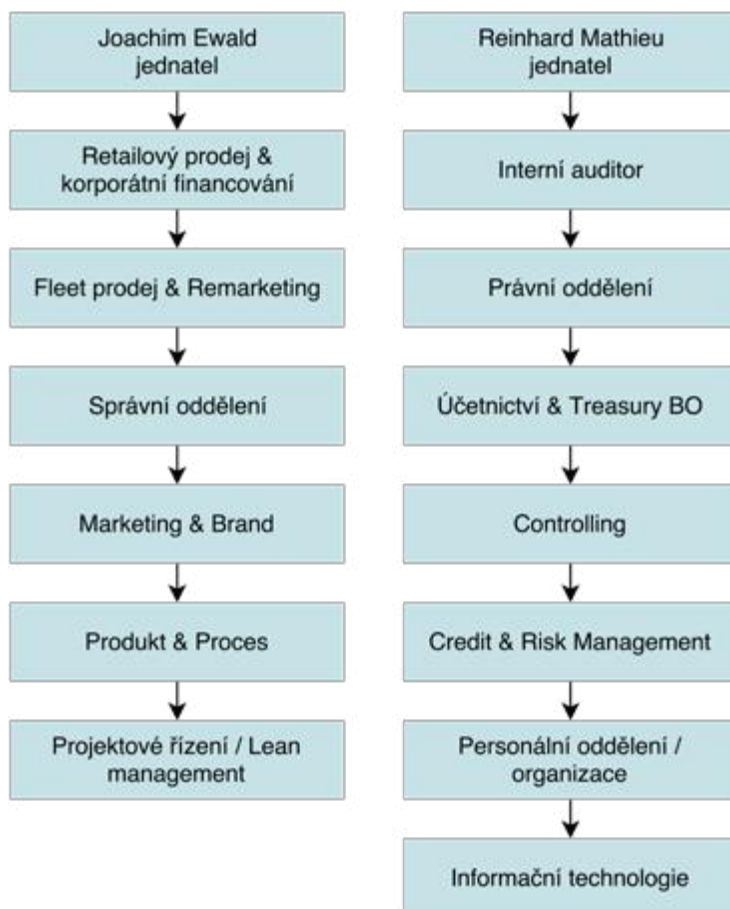 Joachim Ewald
jednatel
Retailový prodej &
korporátní financování
Fleet prodej & Remarketing
Správní oddělení
Marketing & Brand
Produkt & Proces
Projektové řízení / Lean
management
Reinhard Mathieu
jednatel
Interní auditor
Právní oddělení
Účetnictví & Treasury BO
Controlling
Credit & Risk Management
Personální oddělení /
organizace
Informační technologie